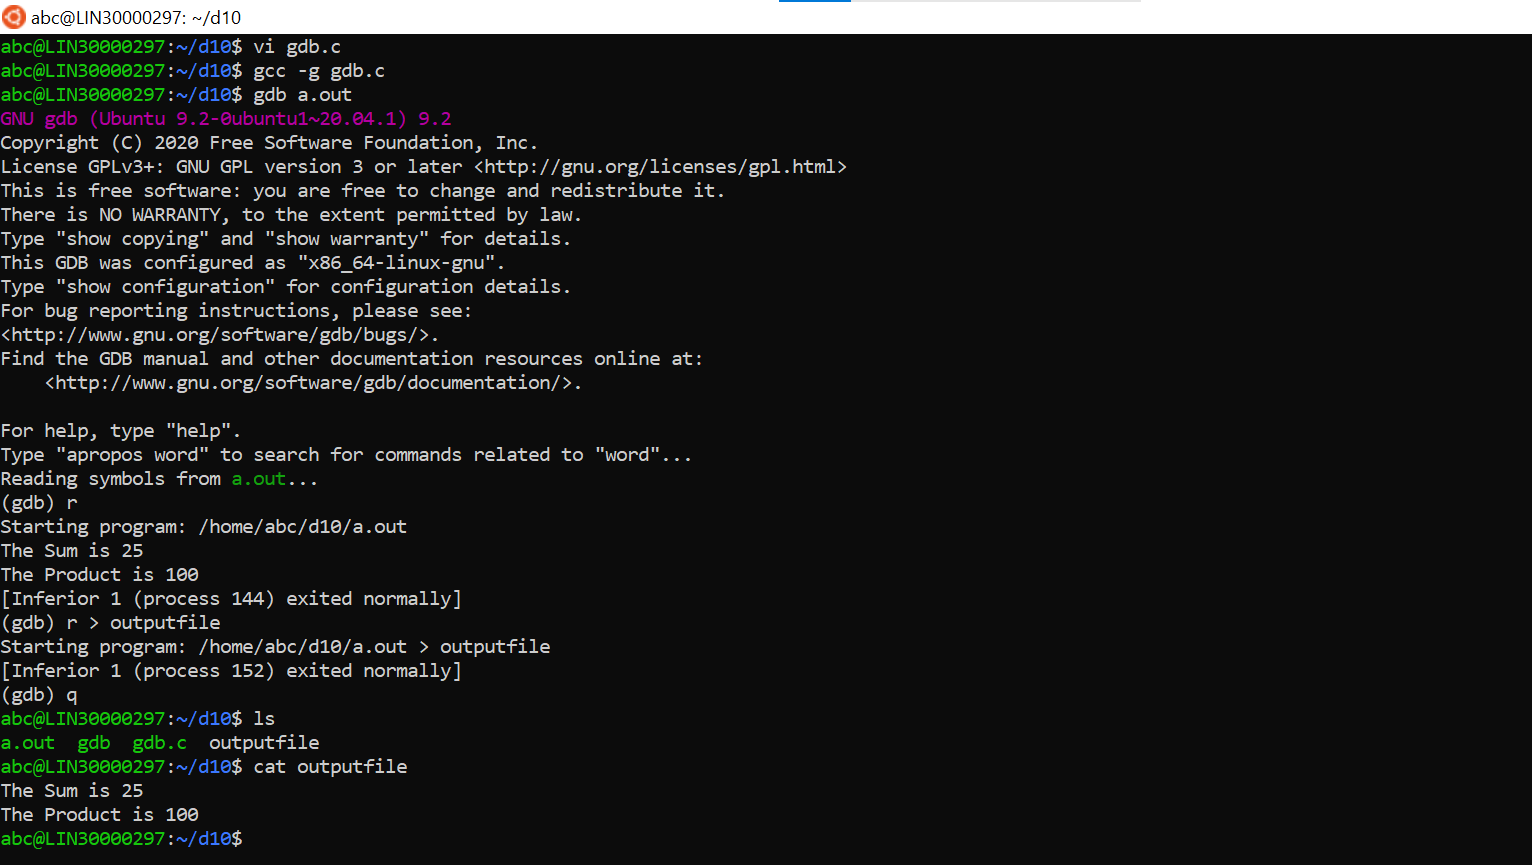 abc@LIN30000297: ~/d10
abc@LIN30000297:~/d10$ vi gdb.c
abc@LIN30000297:~/d10$ gcc -g gdb.c
abc@LIN30000297:~/d10$ gdb a.out
GNU gdb (Ubuntu 9.2-0ubuntu1~20.04.1) 9.2
Copyright (C) 2020 Free Software Foundation, Inc.
License GPLv3+: GNU GPL version 3 or later <http://gnu.org/licenses/gpl.html>
This is free software: you are free to change and redistribute it.
There is NO WARRANTY, to the extent permitted by law.
Type "show copying" and "show warranty" for details.
This GDB was configured as "x86_64-linux-gnu".
Type "show configuration" for configuration details.
For bug reporting instructions, please see:
<http://www.gnu.org/software/gdb/bugs/>.
Find the GDB manual and other documentation resources online at:
    <http://www.gnu.org/software/gdb/documentation/>.

For help, type "help".
Type "apropos word" to search for commands related to "word"...
Reading symbols from a.out...
(gdb) r
Starting program: /home/abc/d10/a.out
The Sum is 25
The Product is 100
[Inferior 1 (process 144) exited normally]
(gdb) r > outputfile
Starting program: /home/abc/d10/a.out > outputfile
[Inferior 1 (process 152) exited normally]
(gdb) q
abc@LIN30000297:~/d10$ ls
a.out  gdb  gdb.c  outputfile
abc@LIN30000297:~/d10$ cat outputfile
The Sum is 25
The Product is 100
abc@LIN30000297:~/d10$